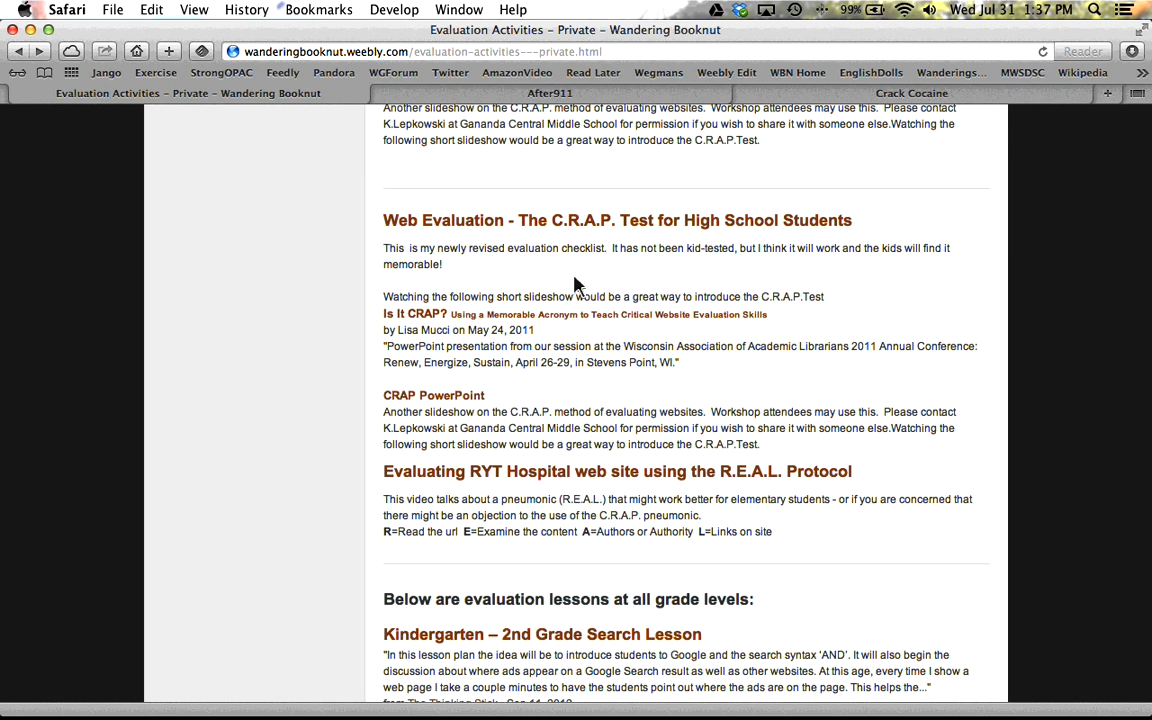 Safari File Edit View History Bookmarks Develop Window Help 99% Wed Jul 31 1:37 PM
Evaluation Activities – Private – Wandering Booknut
wanderingbooknut.weebly.com/evaluation-activities---private.html Reader
Jango Exercise StrongOPAC Feedly Pandora WGForum Twitter AmazonVideo Read Later Wegmans Weebly Edit WBN Home EnglishDolls Wanderings... MWSDSC Wikipedia
Evaluation Activities – Private – Wandering Booknut After911 Crack Cocaine
Another slideshow on the C.R.A.P. method of evaluating websites. Workshop attendees may use this. Please contact
K.Lepkowski at Gananda Central Middle School for permission if you wish to share it with someone else.Watching the
following short slideshow would be a great way to introduce the C.R.A.P.Test.
Web Evaluation - The C.R.A.P. Test for High School Students
This is my newly revised evaluation checklist. It has not been kid-tested, but I think it will work and the kids will find it
memorable!
Watching the following short slideshow would be a great way to introduce the C.R.A.P.Test
Is It CRAP? Using a Memorable Acronym to Teach Critical Website Evaluation Skills
by Lisa Mucci on May 24, 2011
"PowerPoint presentation from our session at the Wisconsin Association of Academic Librarians 2011 Annual Conference:
Renew, Energize, Sustain, April 26-29, in Stevens Point, WI."
CRAP PowerPoint
Another slideshow on the C.R.A.P. method of evaluating websites. Workshop attendees may use this. Please contact
K.Lepkowski at Gananda Central Middle School for permission if you wish to share it with someone else.Watching the
following short slideshow would be a great way to introduce the C.R.A.P.Test.
Evaluating RYT Hospital web site using the R.E.A.L. Protocol
This video talks about a pneumonic (R.E.A.L.) that might work better for elementary students - or if you are concerned that
there might be an objection to the use of the C.R.A.P. pneumonic.
R=Read the url E=Examine the content A=Authors or Authority L=Links on site
Below are evaluation lessons at all grade levels:
Kindergarten – 2nd Grade Search Lesson
"In this lesson plan the idea will be to introduce students to Google and the search syntax 'AND'. It will also begin the
discussion about where ads appear on a Google Search result as well as other websites. At this age, every time I show a
web page I take a couple minutes to have the students point out where the ads are on the page. This helps the..."
from The Thinking Stick - Sep 11, 2012